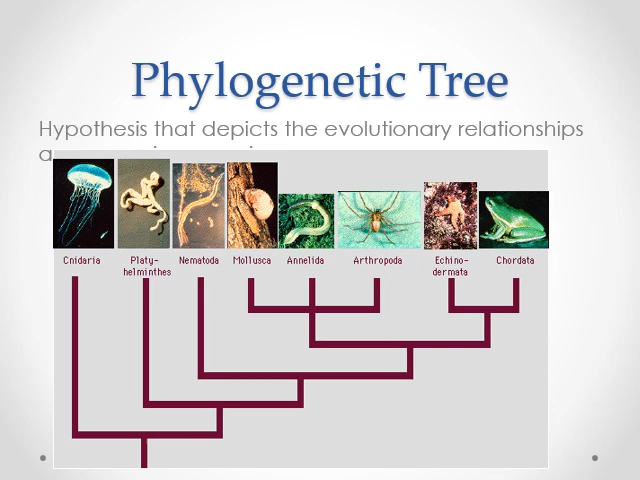 Phylogenetic Tree
Hypothesis that depicts the evolutionary relationships
Cnidaria Platy- Nematoda Mollusca Annelida Arthropoda Echino- Chordata
helminthes dermata